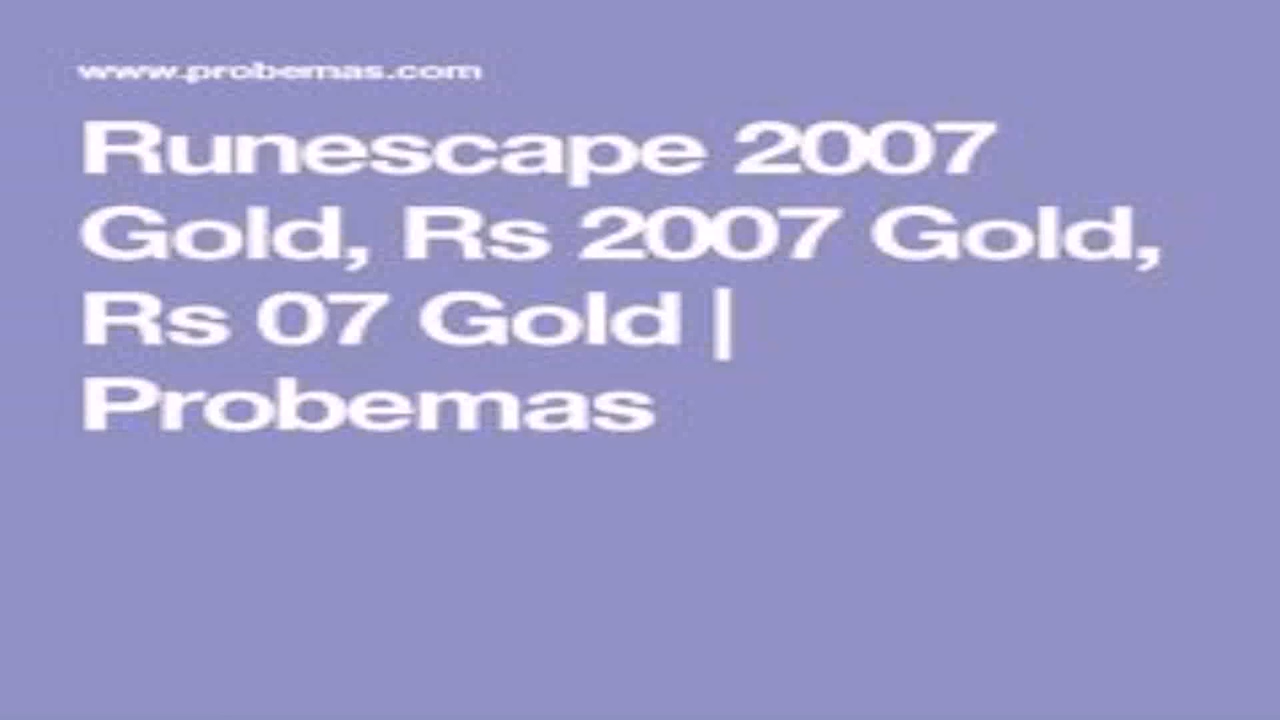 www.probemas.com
Runescape 2007
Gold, Rs 2007 Gold,
Rs 07 Gold |
Probemas